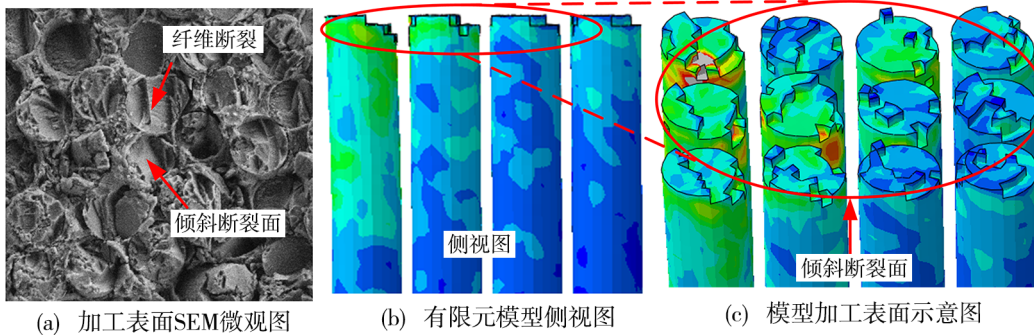 纤维断裂
倾斜断裂面
(a) 加工表面SEM微观图
侧视图
(b) 有限元模型侧视图
倾斜断裂面
(c) 模型加工表面示意图